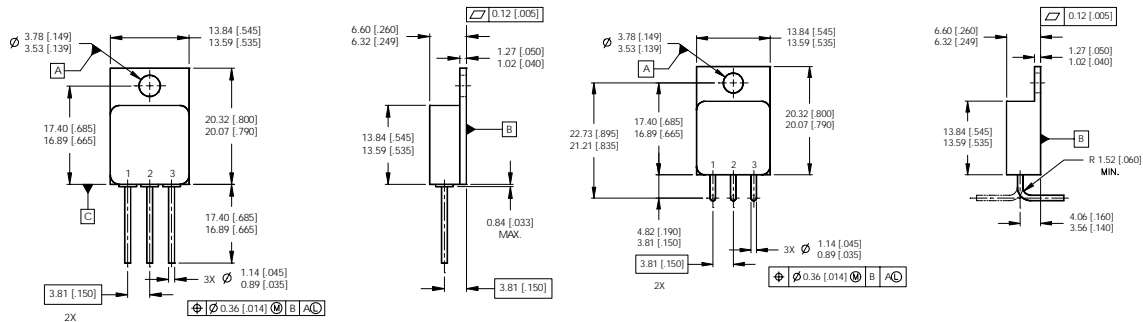 Ø 3.78 [.149]
3.53 [.139]
13.84 [.545]
13.59 [.535]
A
17.40 [.685]
16.89 [.665]
20.32 [.800]
20.07 [.790]
1 2 3
C
17.40 [.685]
16.89 [.665]
3X Ø 1.14 [.045]
0.89 [.035]
3.81 [.150]
2X
⌖ Ø 0.36 [.014] Ⓜ B A Ⓛ
6.60 [.260]
6.32 [.249]
⏥ 0.12 [.005]
1.27 [.050]
1.02 [.040]
13.84 [.545]
13.59 [.535]
B
0.84 [.033]
MAX.
3.81 [.150]
Ø 3.78 [.149]
3.53 [.139]
13.84 [.545]
13.59 [.535]
A
22.73 [.895]
21.21 [.835]
17.40 [.685]
16.89 [.665]
20.32 [.800]
20.07 [.790]
1 2 3
4.82 [.190]
3.81 [.150]
3X Ø 1.14 [.045]
0.89 [.035]
3.81 [.150]
2X
⌖ Ø 0.36 [.014] Ⓜ B A Ⓛ
6.60 [.260]
6.32 [.249]
⏥ 0.12 [.005]
1.27 [.050]
1.02 [.040]
13.84 [.545]
13.59 [.535]
B
R 1.52 [.060]
MIN.
4.06 [.160]
3.56 [.140]